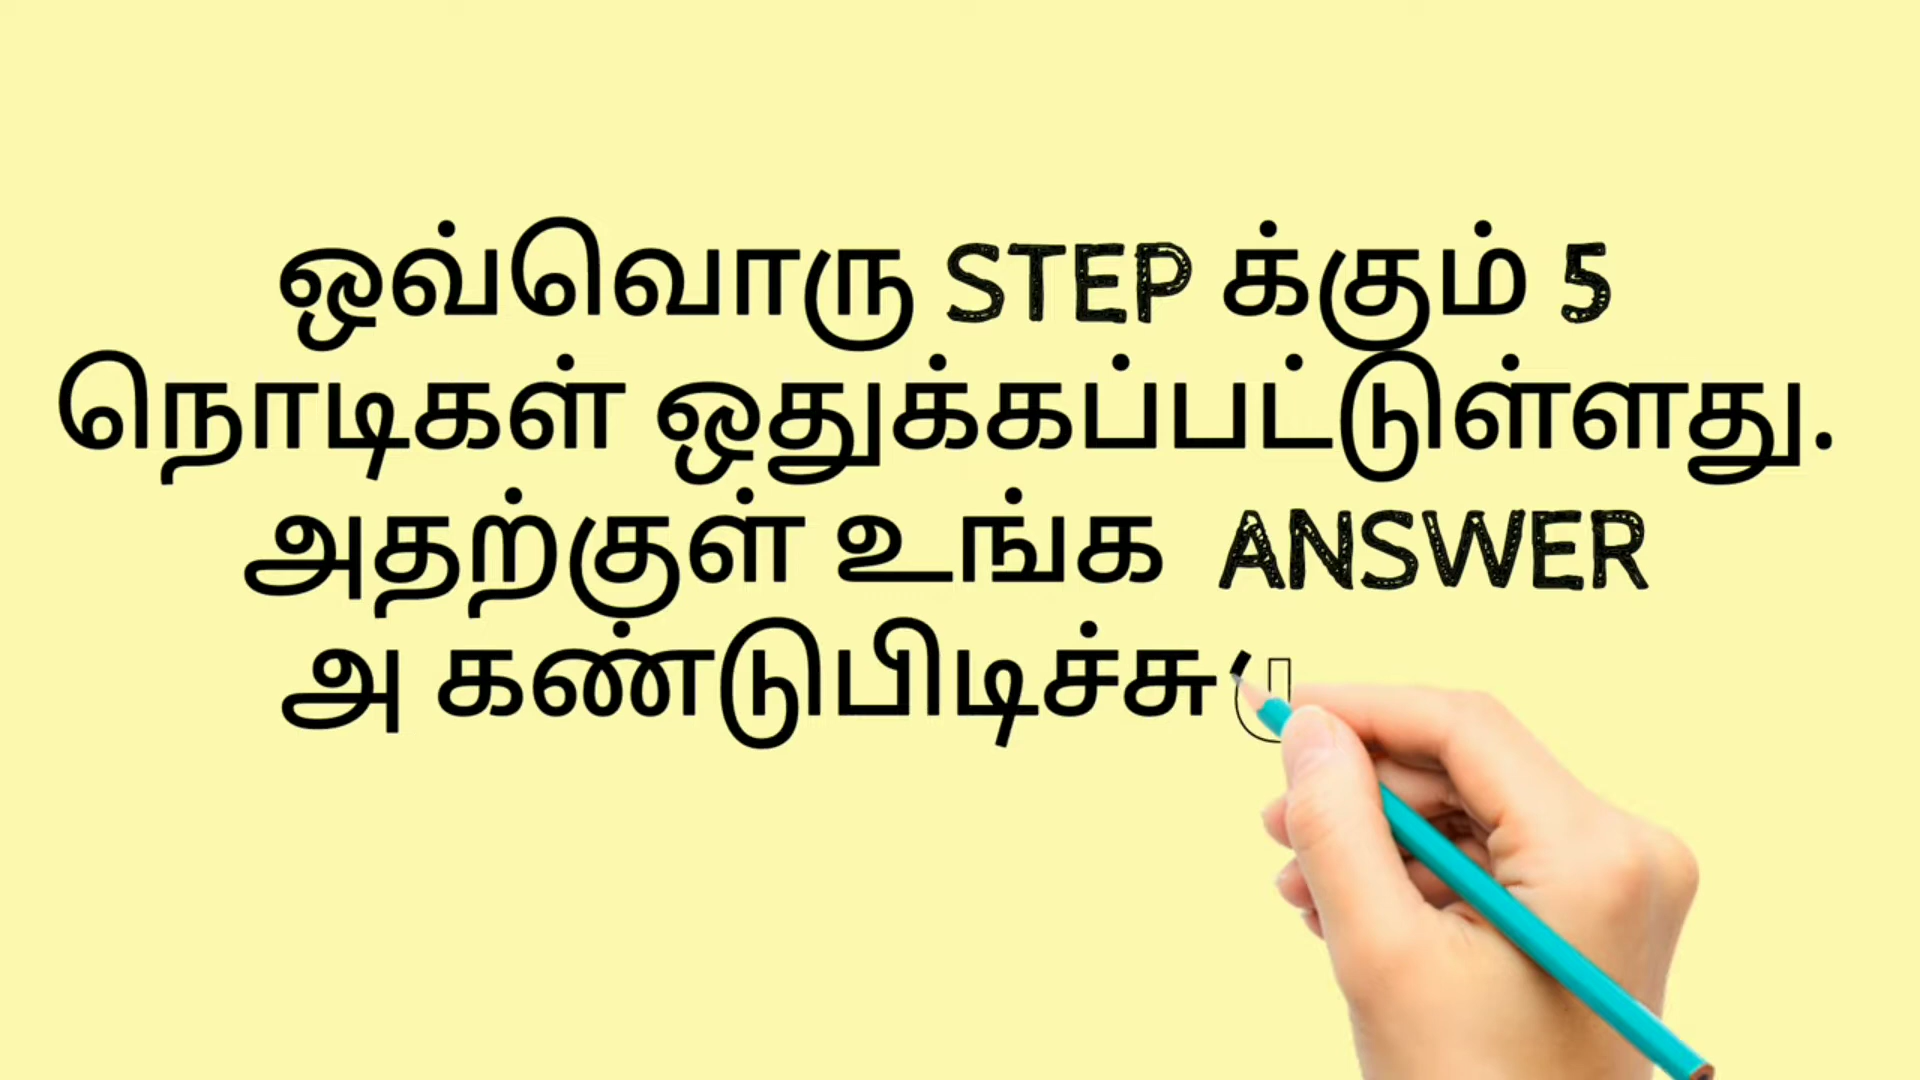 ஒவ்வொரு STEP க்கும் 5
நொடிகள் ஒதுக்கப்பட்டுள்ளது.
அதற்குள் உங்க ANSWER
அ கண்டுபிடிச்சு